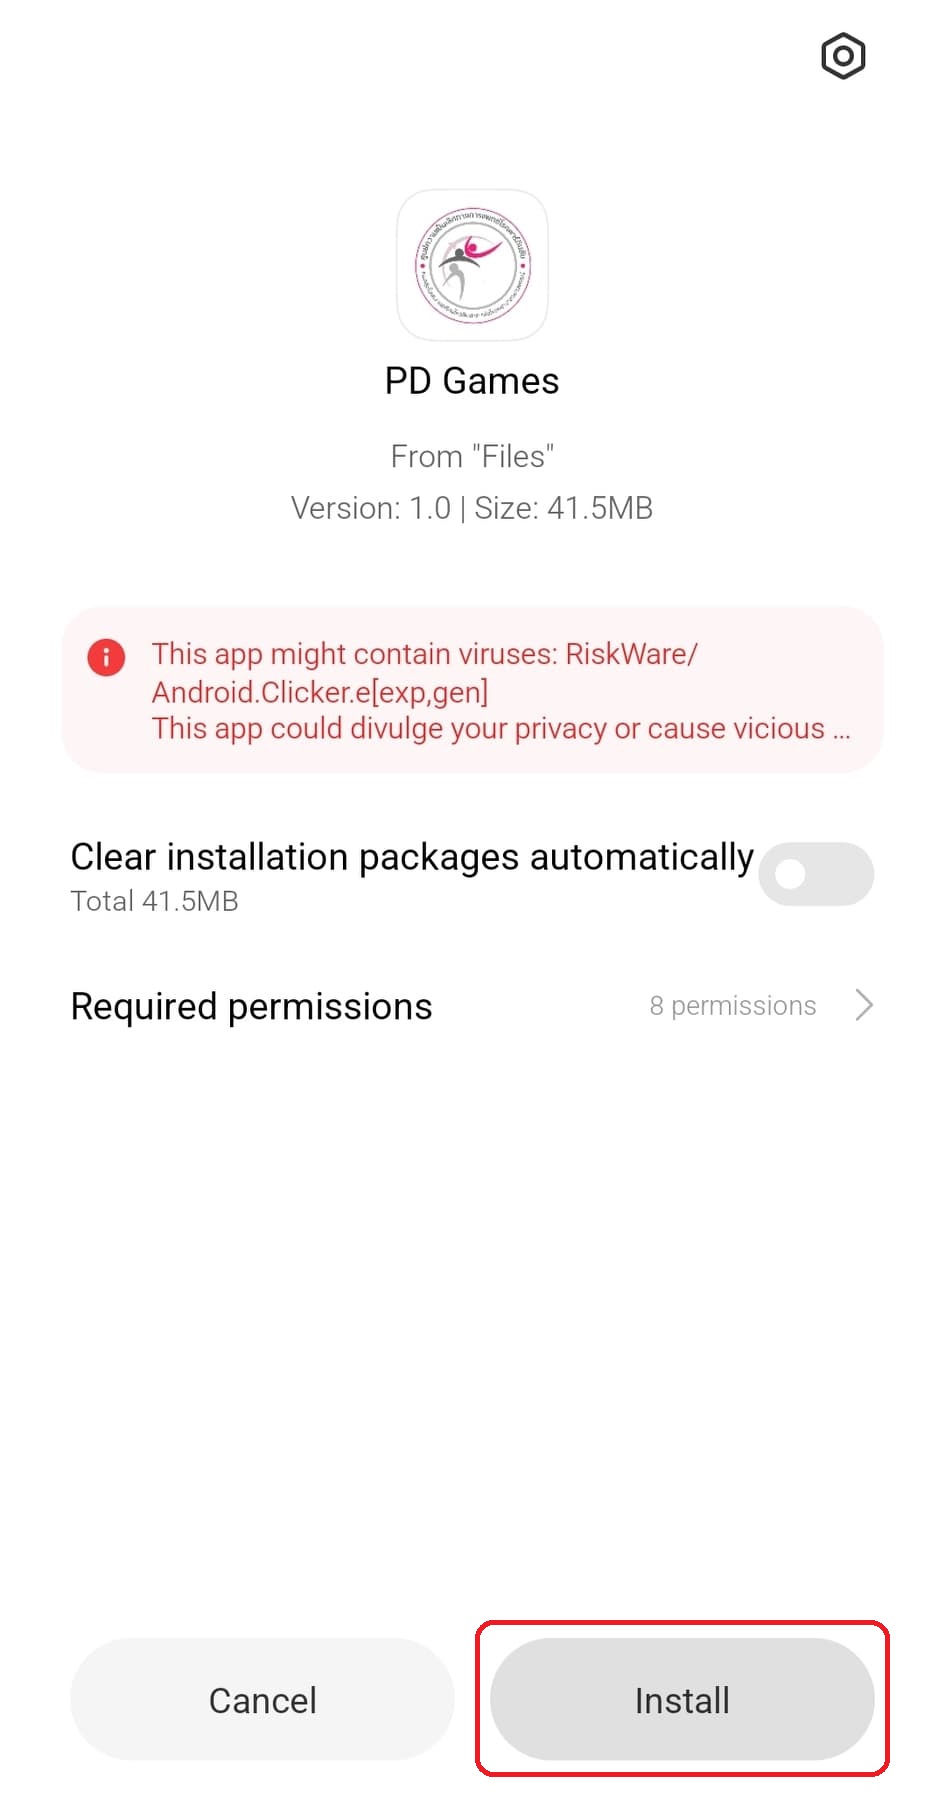 PD Games
From "Files"
Version: 1.0 | Size: 41.5MB
This app might contain viruses: RiskWare/
Android.Clicker.e[exp,gen]
This app could divulge your privacy or cause vicious ...
Clear installation packages automatically
Total 41.5MB
Required permissions
8 permissions
Cancel
Install